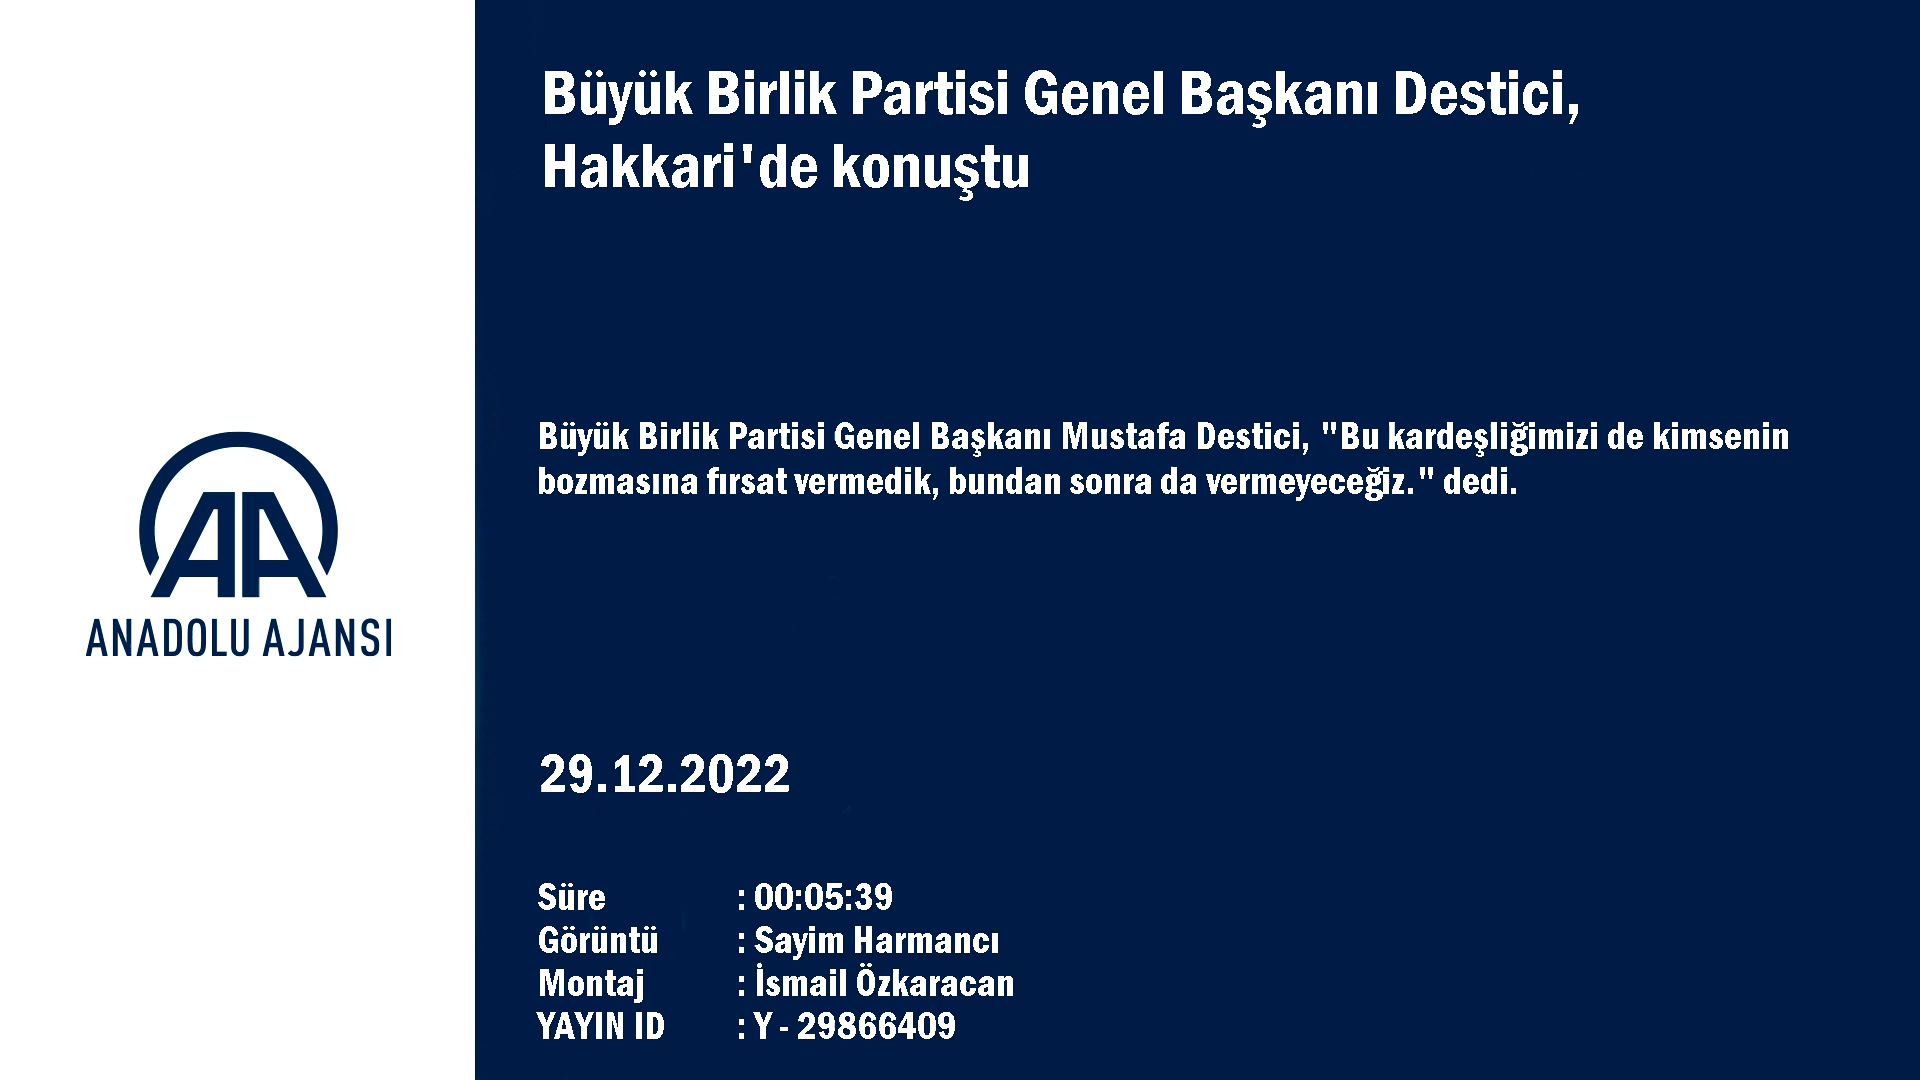 Büyük Birlik Partisi Genel Başkanı Destici,
Hakkari'de konuştu
Büyük Birlik Partisi Genel Başkanı Mustafa Destici, "Bu kardeşliğimizi de kimsenin
bozmasına fırsat vermedik, bundan sonra da vermeyeceğiz." dedi.
AA
ANADOLU AJANSI
29.12.2022
Süre : 00:05:39
Görüntü : Sayim Harmancı
Montaj : İsmail Özkaracan
YAYIN ID : Y - 29866409